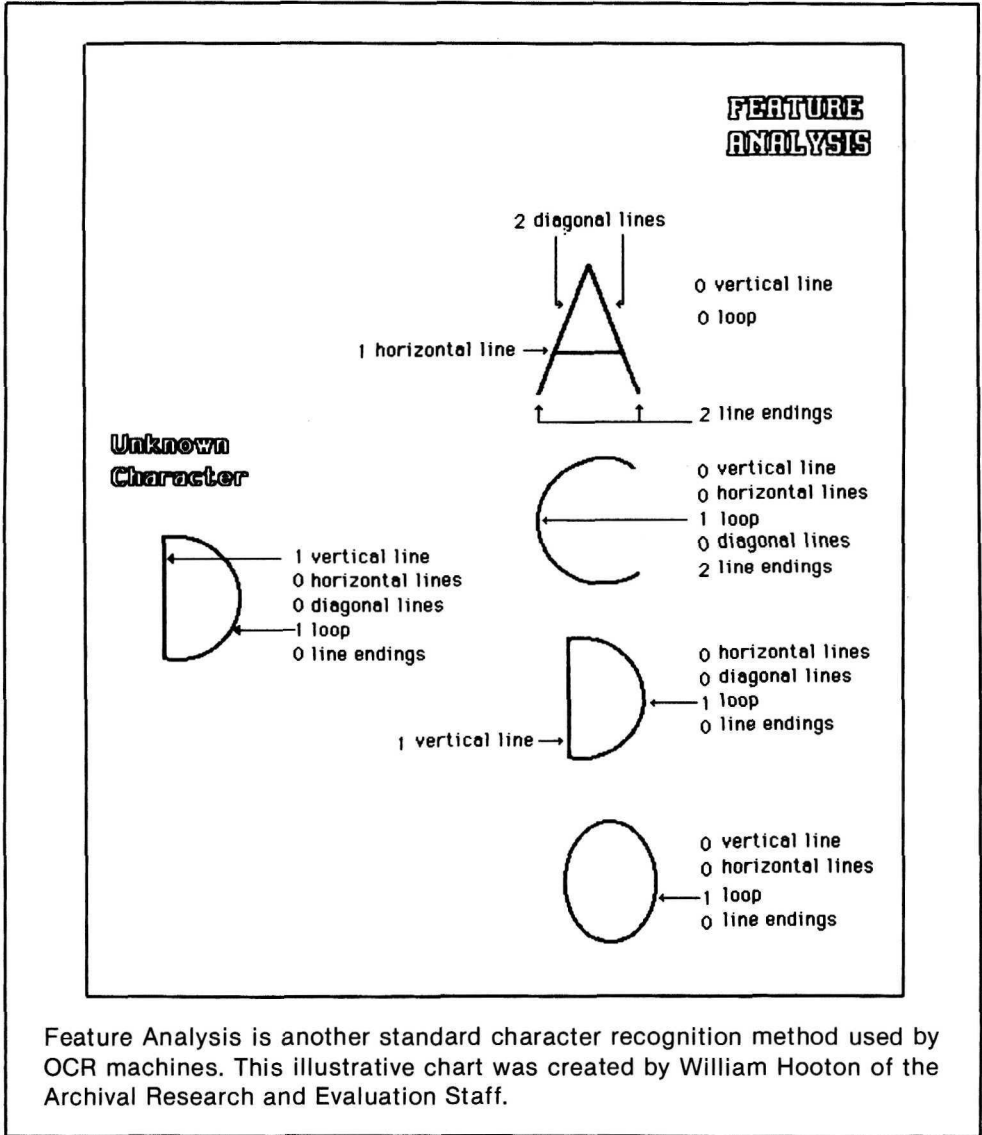 FEATURE
ANALYSIS
2 diagonal lines
0 vertical line
0 loop
1 horizontal line
2 line endings
Unknown
Character
1 vertical line
0 horizontal lines
0 diagonal lines
1 loop
0 line endings
0 vertical line
0 horizontal lines
1 loop
0 diagonal lines
2 line endings
0 horizontal lines
0 diagonal lines
1 loop
0 line endings
1 vertical line
0 vertical line
0 horizontal lines
1 loop
0 line endings
Feature Analysis is another standard character recognition method used by
OCR machines. This illustrative chart was created by William Hooton of the
Archival Research and Evaluation Staff.